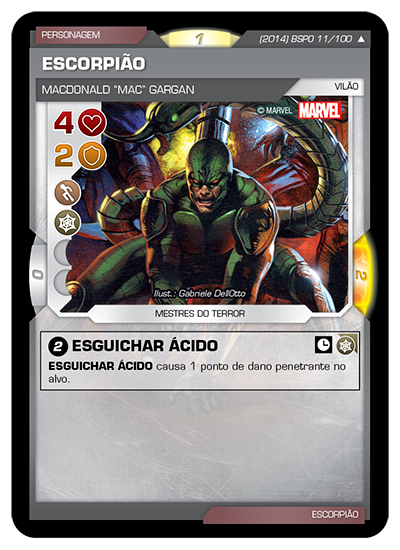 PERSONAGEM
1
(2014) BSPO 11/100 ▲
ESCORPIÃO
VILÃO
MACDONALD "MAC" GARGAN
© MARVEL MARVEL
4
2
0
2
Ilust.: Gabriele Dell'Otto
MESTRES DO TERROR
2 ESGUICHAR ÁCIDO
ESGUICHAR ÁCIDO causa 1 ponto de dano penetrante no
alvo.
ESCORPIÃO